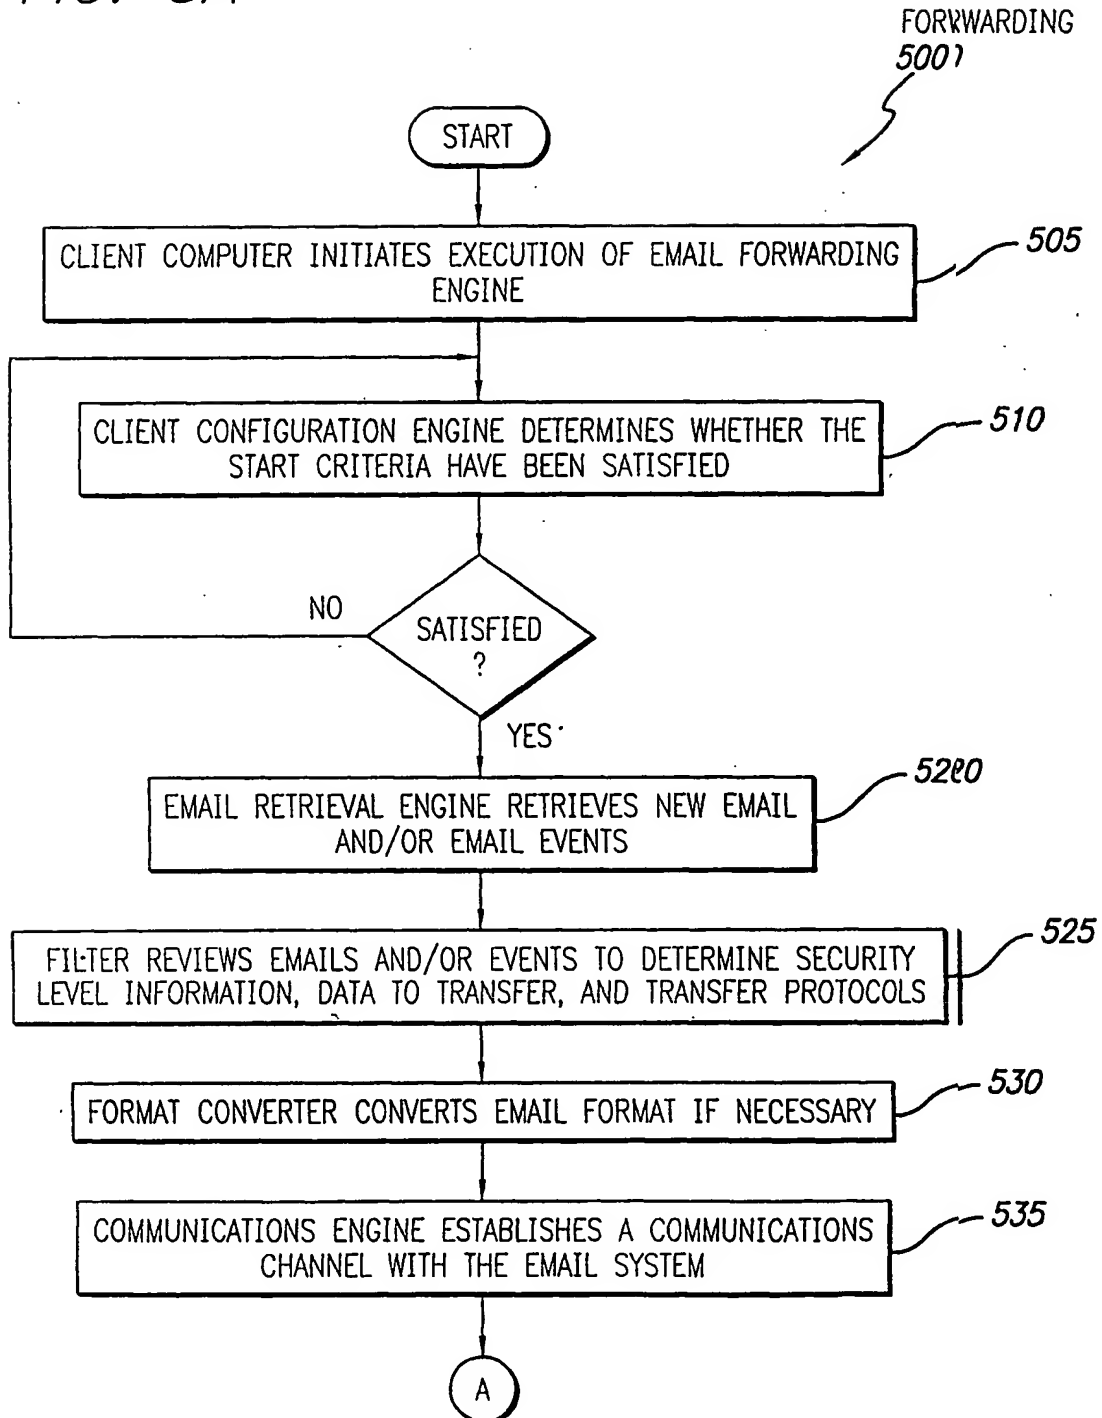 FORWARDING
500
START
CLIENT COMPUTER INITIATES EXECUTION OF EMAIL FORWARDING
ENGINE
505
CLIENT CONFIGURATION ENGINE DETERMINES WHETHER THE
START CRITERIA HAVE BEEN SATISFIED
510
NO
SATISFIED
?
YES
EMAIL RETRIEVAL ENGINE RETRIEVES NEW EMAIL
AND/OR EMAIL EVENTS
FILTER REVIEWS EMAILS AND/OR EVENTS TO DETERMINE SECURITY
LEVEL INFORMATION, DATA TO TRANSFER, AND TRANSFER PROTOCOLS
525
FORMAT CONVERTER CONVERTS EMAIL FORMAT IF NECESSARY
530
COMMUNICATIONS ENGINE ESTABLISHES A COMMUNICATIONS
CHANNEL WITH THE EMAIL SYSTEM
535
A